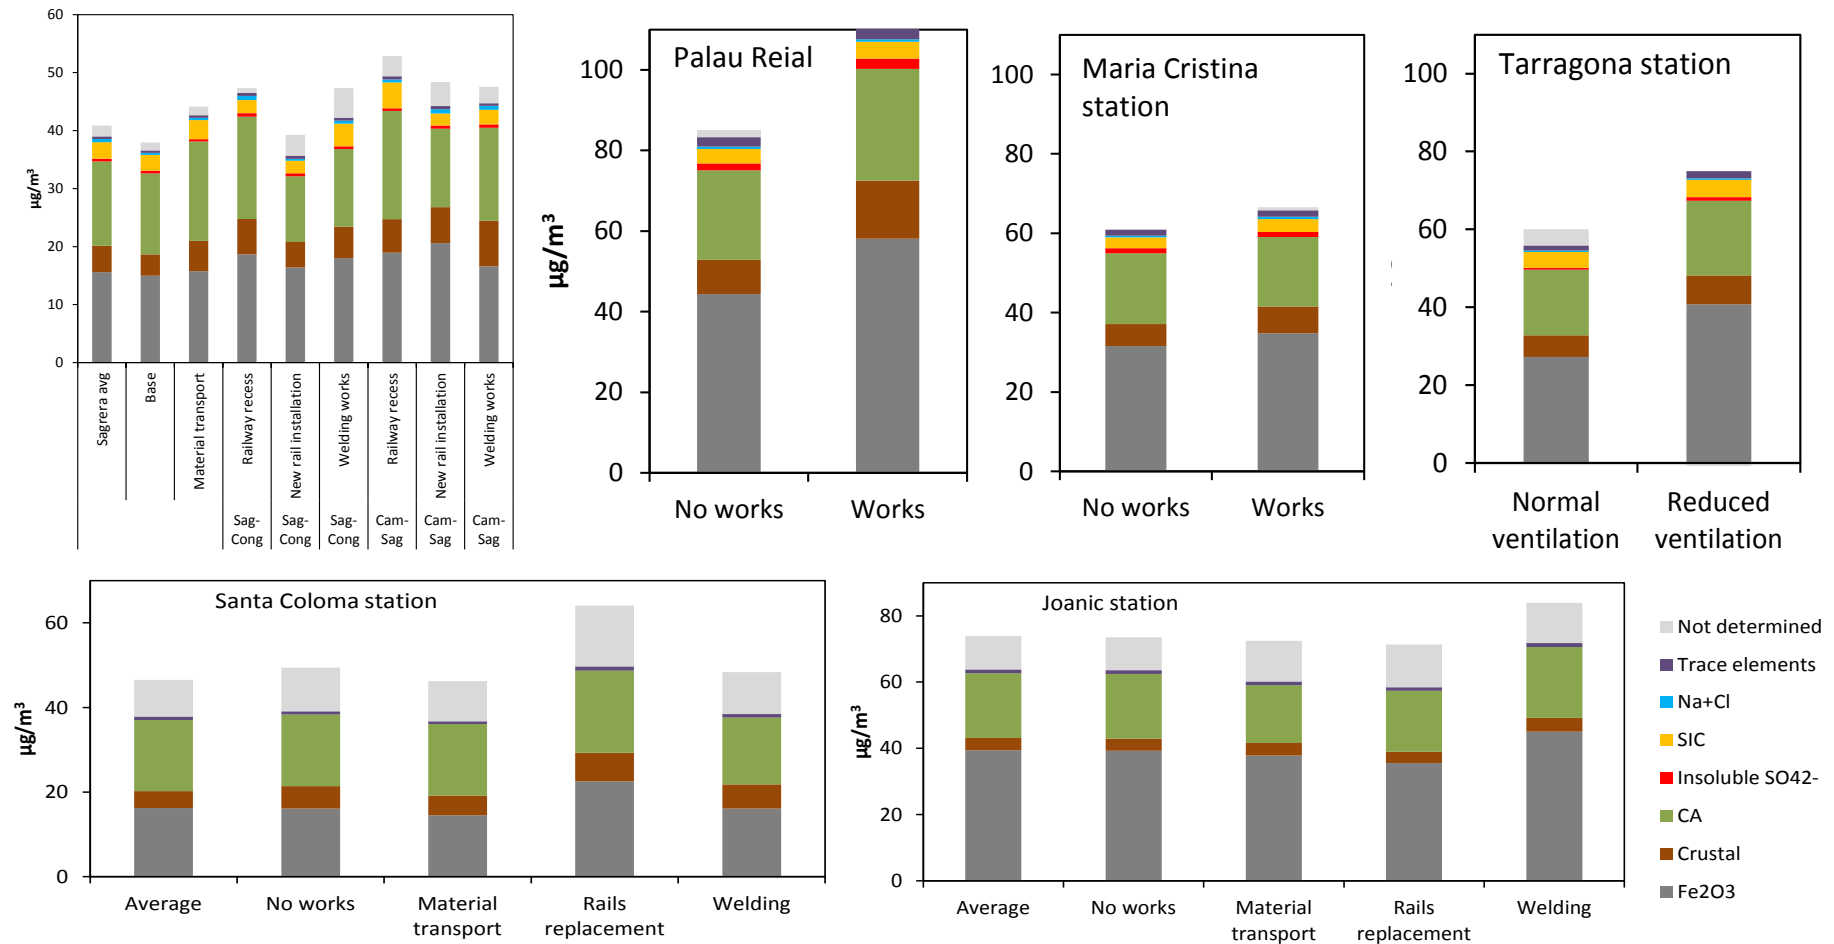 60
50
40
30
20
10
0
µg/m³
Sagrera avg
Base
Material transport
Railway recess
New rail installation
Welding works
Railway recess
New rail installation
Welding works
Sag-
Cong
Sag-
Cong
Sag-
Cong
Cam-
Sag
Cam-
Sag
Cam-
Sag
Palau Reial
100
80
60
40
20
0
µg/m³
No works
Works
Maria Cristina
station
100
80
60
40
20
0
No works
Works
Tarragona station
100
80
60
40
20
0
Normal
ventilation
Reduced
ventilation
Santa Coloma station
60
40
20
0
µg/m³
Average
No works
Material
transport
Rails
replacement
Welding
Joanic station
80
60
40
20
0
µg/m³
Average
No works
Material
transport
Rails
replacement
Welding
Not determined
Trace elements
Na+Cl
SIC
Insoluble SO42-
CA
Crustal
Fe2O3